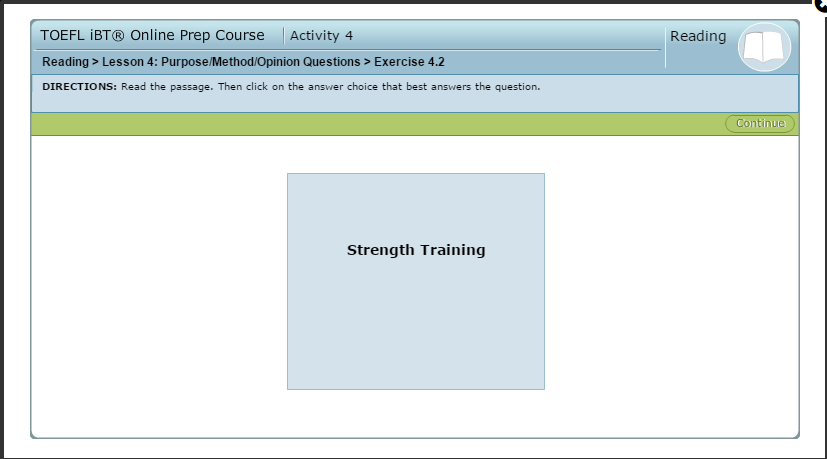 TOEFL iBT® Online Prep Course Activity 4 Reading
Reading > Lesson 4: Purpose/Method/Opinion Questions > Exercise 4.2
DIRECTIONS: Read the passage. Then click on the answer choice that best answers the question.
Continue
Strength Training